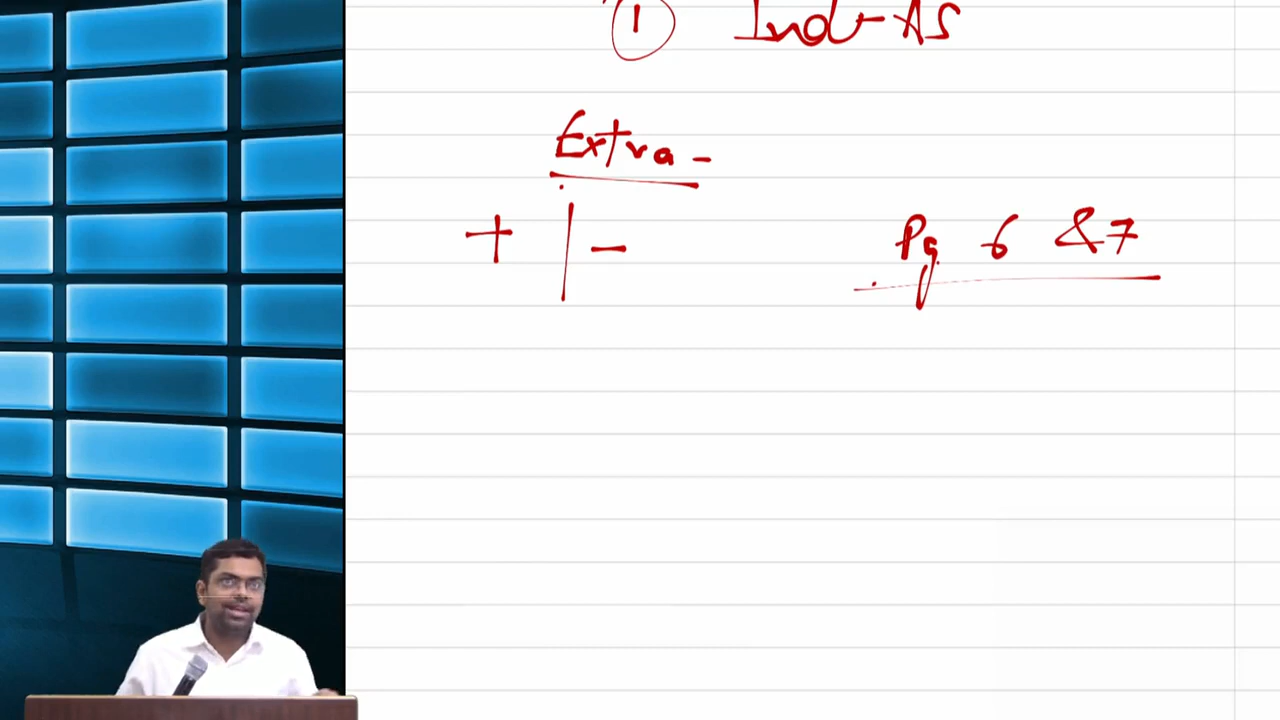 ① Ind-AS
Extra -
+ | -
Pg 6 & 7